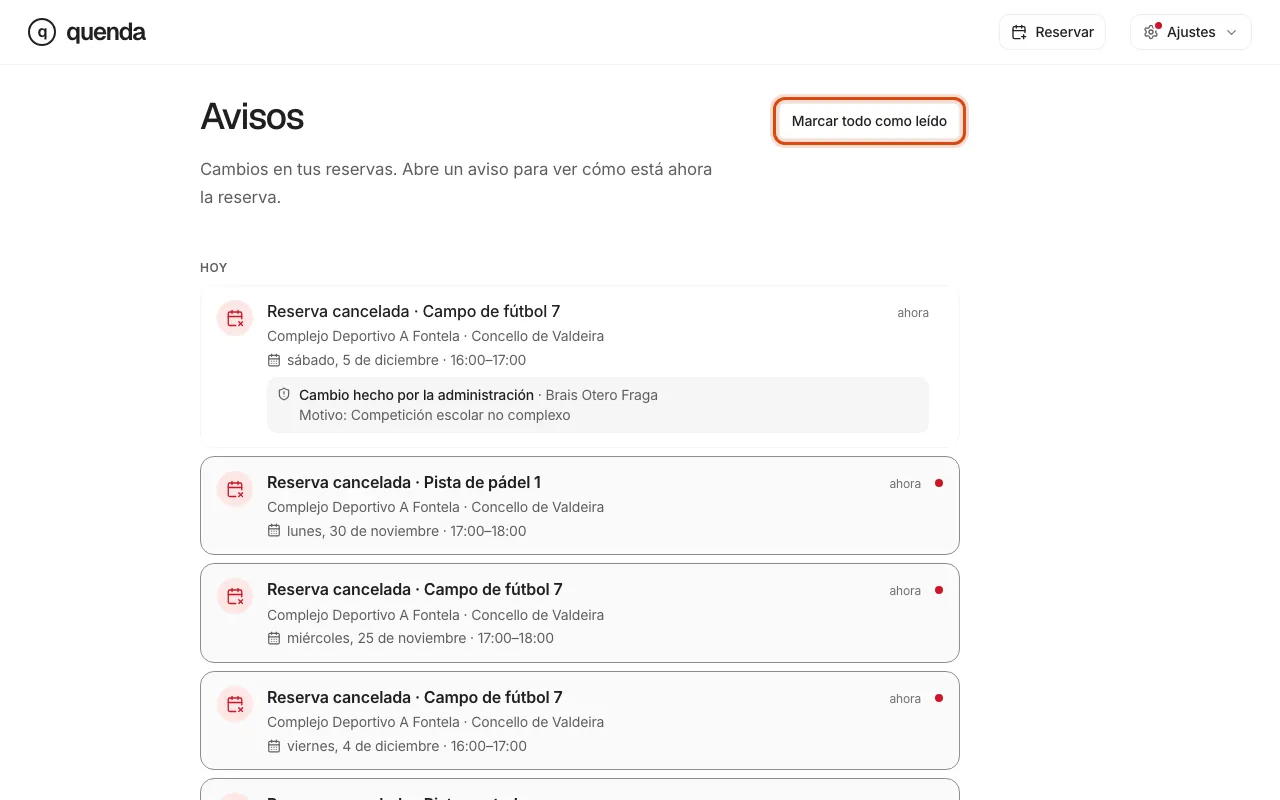 q quenda
Reservar
Ajustes
Avisos
Marcar todo como leído
Cambios en tus reservas. Abre un aviso para ver cómo está ahora
la reserva.
HOY
Reserva cancelada · Campo de fútbol 7
ahora
Complejo Deportivo A Fontela · Concello de Valdeira
sábado, 5 de diciembre · 16:00–17:00
Cambio hecho por la administración · Brais Otero Fraga
Motivo: Competición escolar no complexo
Reserva cancelada · Pista de pádel 1
ahora
Complejo Deportivo A Fontela · Concello de Valdeira
lunes, 30 de noviembre · 17:00–18:00
Reserva cancelada · Campo de fútbol 7
ahora
Complejo Deportivo A Fontela · Concello de Valdeira
miércoles, 25 de noviembre · 17:00–18:00
Reserva cancelada · Campo de fútbol 7
ahora
Complejo Deportivo A Fontela · Concello de Valdeira
viernes, 4 de diciembre · 16:00–17:00